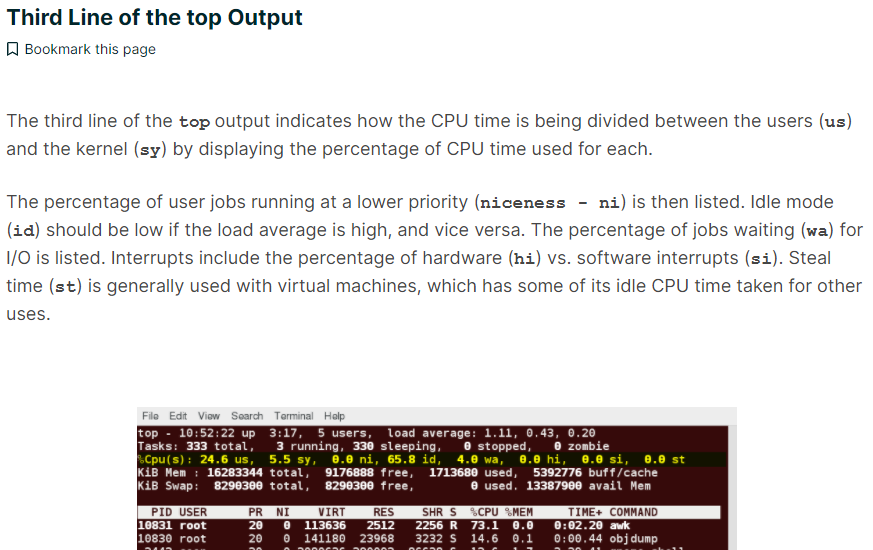 Third Line of the top Output
Bookmark this page
The third line of the top output indicates how the CPU time is being divided between the users (us)
and the kernel (sy) by displaying the percentage of CPU time used for each.
The percentage of user jobs running at a lower priority (niceness - ni) is then listed. Idle mode
(id) should be low if the load average is high, and vice versa. The percentage of jobs waiting (wa) for
I/O is listed. Interrupts include the percentage of hardware (hi) vs. software interrupts (si). Steal
time (st) is generally used with virtual machines, which has some of its idle CPU time taken for other
uses.
File Edit View Search Terminal Help
top - 10:52:22 up 3:17, 5 users, load average: 1.11, 0.43, 0.20
Tasks: 333 total, 3 running, 330 sleeping, 0 stopped, 0 zombie
%Cpu(s): 24.6 us, 5.5 sy, 0.0 ni, 65.8 id, 4.0 wa, 0.0 hi, 0.0 si, 0.0 st
KiB Mem : 16283344 total, 9176888 free, 1713680 used, 5392776 buff/cache
KiB Swap: 8290300 total, 8290300 free, 0 used. 13387900 avail Mem
PID USER PR NI VIRT RES SHR S %CPU %MEM TIME+ COMMAND
10831 root 20 0 113636 2512 2256 R 73.1 0.0 0:02.20 awk
10830 root 20 0 141180 23968 3232 S 14.6 0.1 0:00.44 objdump